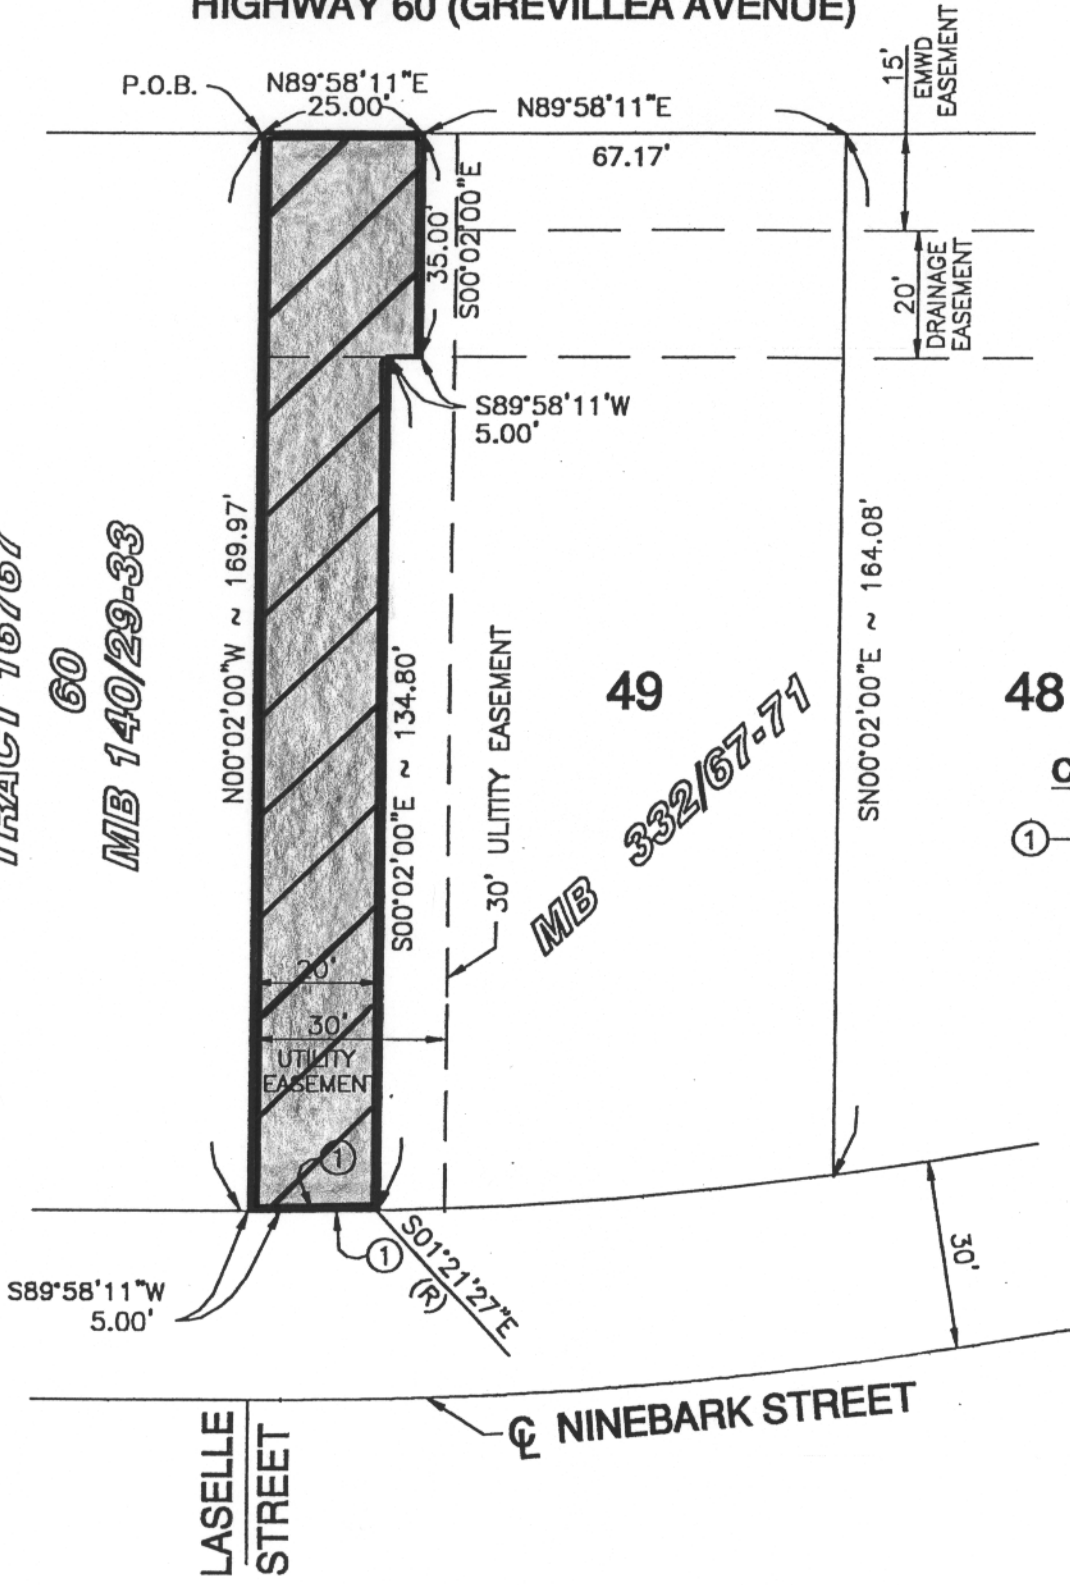 HIGHWAY 60 (GREVILLEA AVENUE)
P.O.B.
N89°58'11"E
25.00'
N89°58'11"E
67.17'
15'
EMWD
EASEMENT
35.00'
S00°02'00"E
20'
DRAINAGE
EASEMENT
S89°58'11'W
5.00'
TRACT 16767
60
MB 140/29-33
N00°02'00"W ~ 169.97'
S00°02'00"E ~ 134.80'
30' ULITITY EASEMENT
49
MB 332/67-71
SN00°02'00"E ~ 164.08'
48
1
20'
30'
UTILITY
EASEMENT
1
1
S01°21'27"E
(R)
S89°58'11"W
5.00'
30'
℄ NINEBARK STREET
LASELLE
STREET